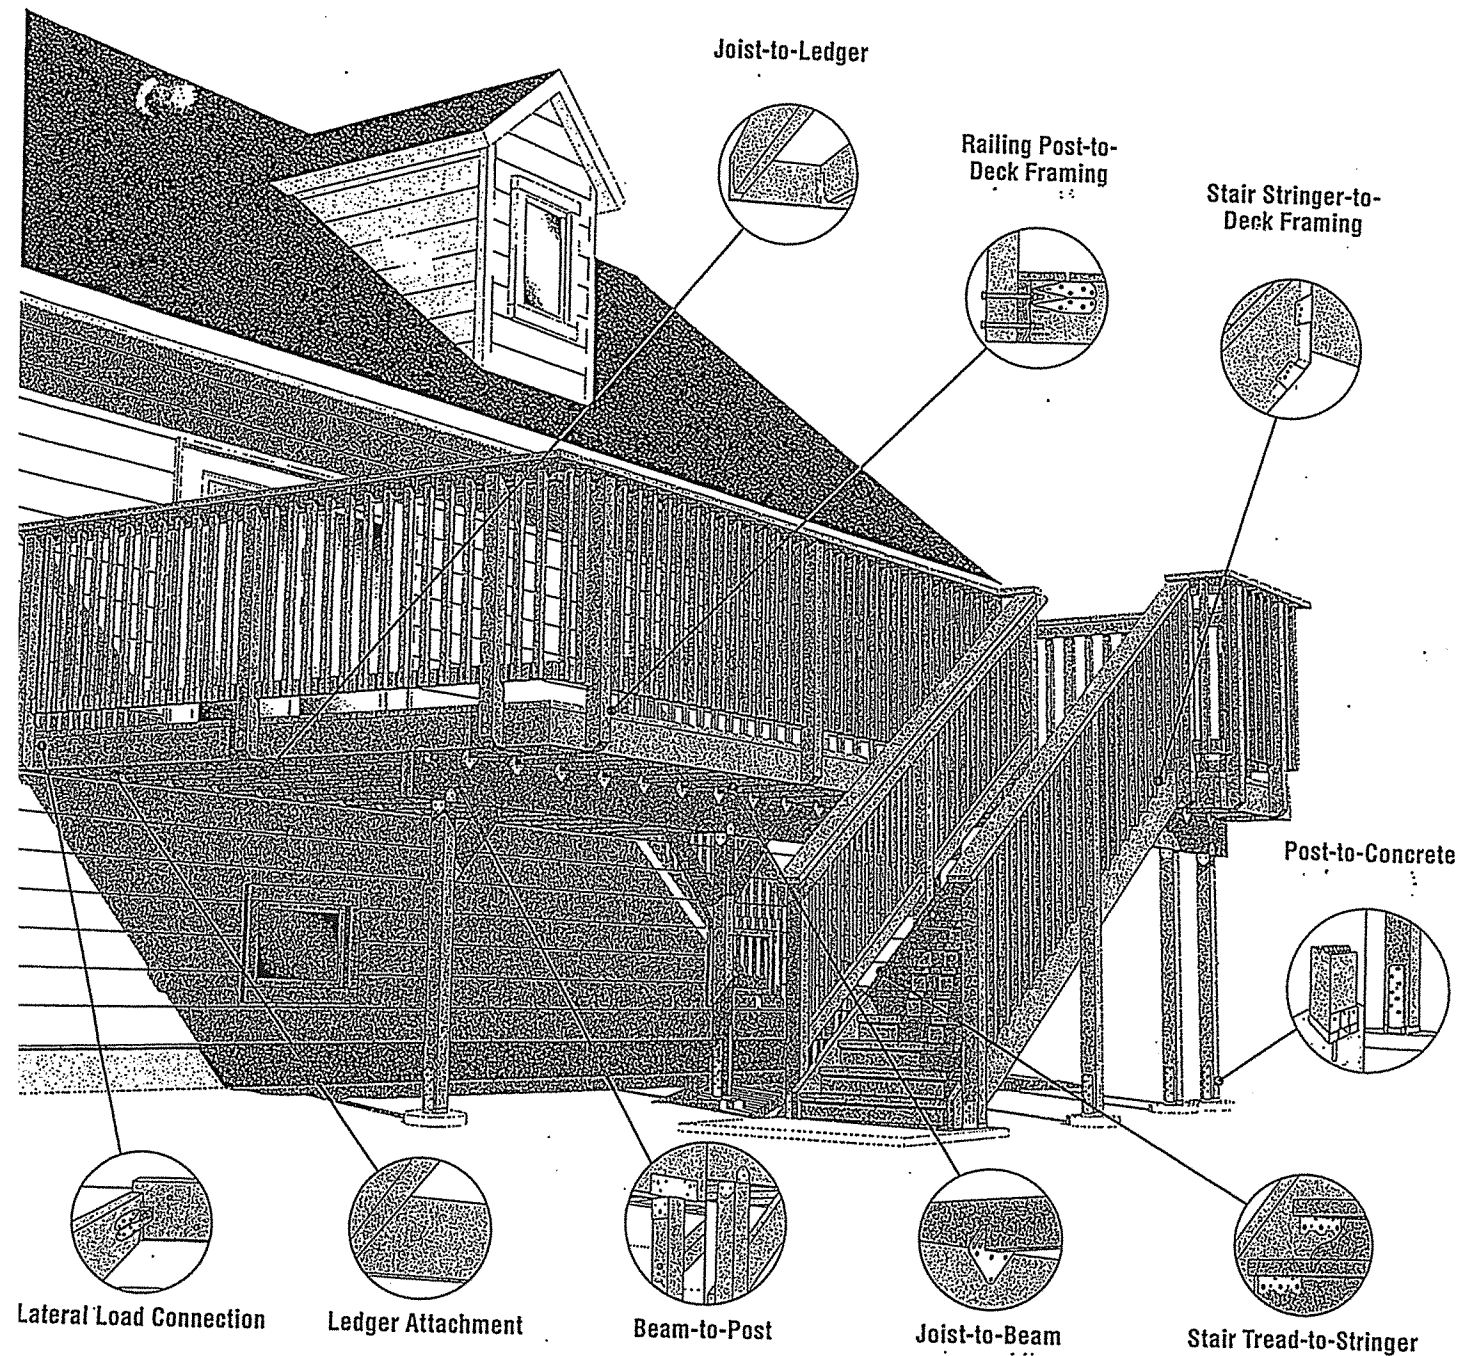 Joist-to-Ledger
Railing Post-to-
Deck Framing
Stair Stringer-to-
Deck Framing
Post-to-Concrete
Lateral Load Connection
Ledger Attachment
Beam-to-Post
Joist-to-Beam
Stair Tread-to-Stringer